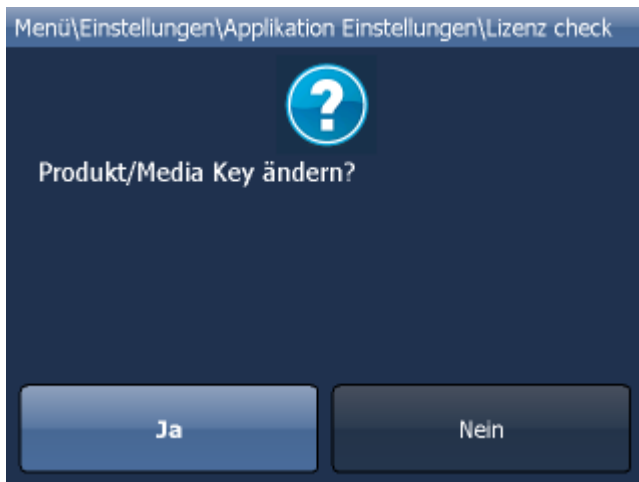 Menü\Einstellungen\Applikation Einstellungen\Lizenz check
?
Produkt/Media Key ändern?
Ja
Nein